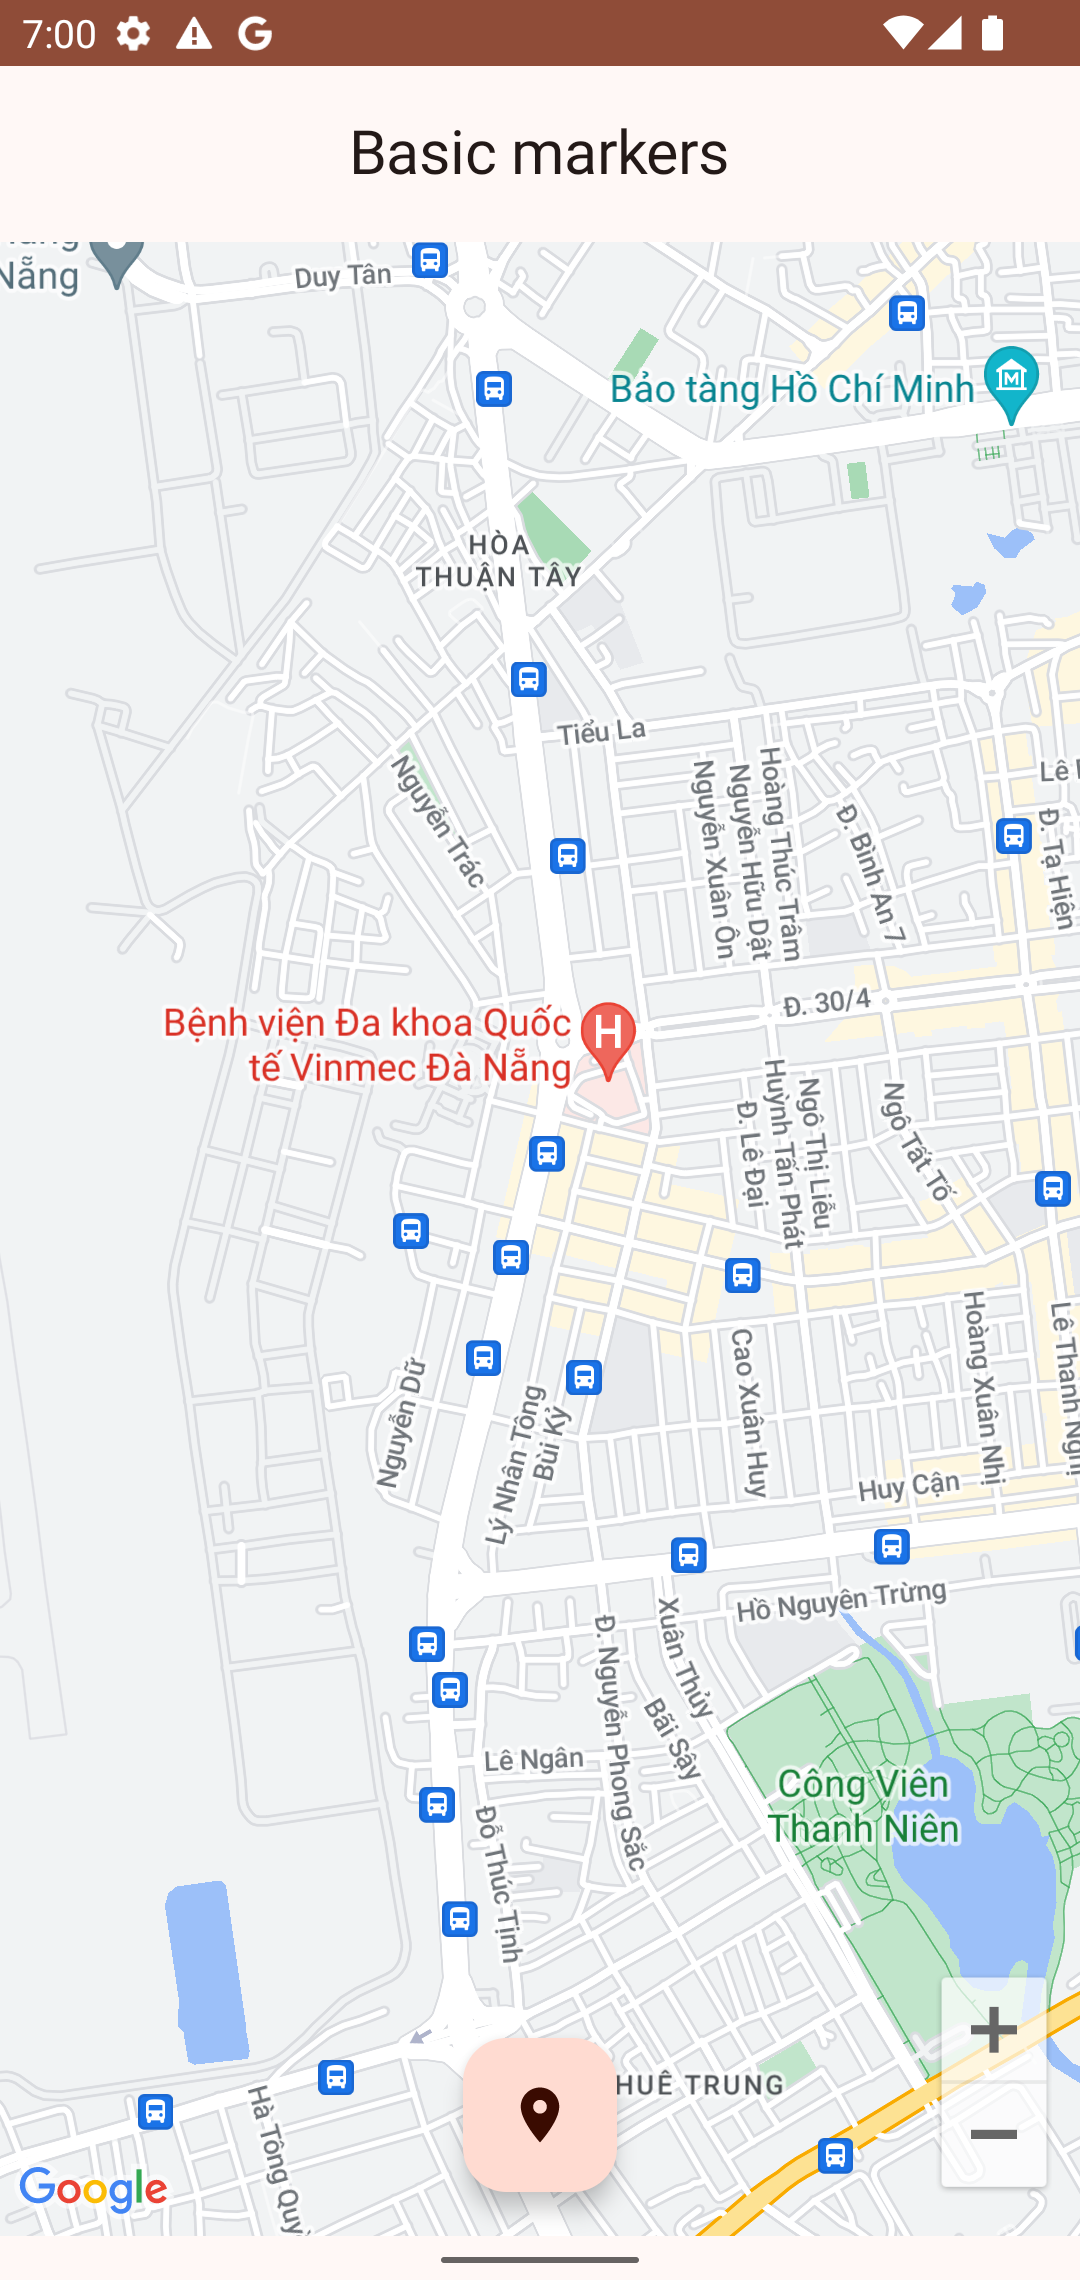 7:00
Basic markers
Nẵng
Duy Tân
Bảo tàng Hồ Chí Minh
HÒA
THUẬN TÂY
Tiểu La
Nguyễn Trác
Nguyễn Xuân Ôn
Nguyễn Hữu Dật
Hoàng Thúc Trâm
Đ. Bình An 7
Lê
Đ. Tạ Hiện
Đ. 30/4
Bệnh viện Đa khoa Quốc
tế Vinmec Đà Nẵng
Đ. Lê Đại
Huỳnh Tấn Phát
Ngô Thị Liễu
Ngô Tất Tố
Nguyễn Dữ
Lý Nhân Tông
Bùi Kỷ
Cao Xuân Huy
Hoàng Xuân Nhị
Lê Thanh Nghị
Huy Cận
Hồ Nguyên Trừng
Xuân Thủy
Đ. Nguyễn Phong Sắc
Bãi Sậy
Lê Ngân
Công Viên
Thanh Niên
Đỗ Thúc Tịnh
KHUÊ TRUNG
Hà Tông Quyền
Google